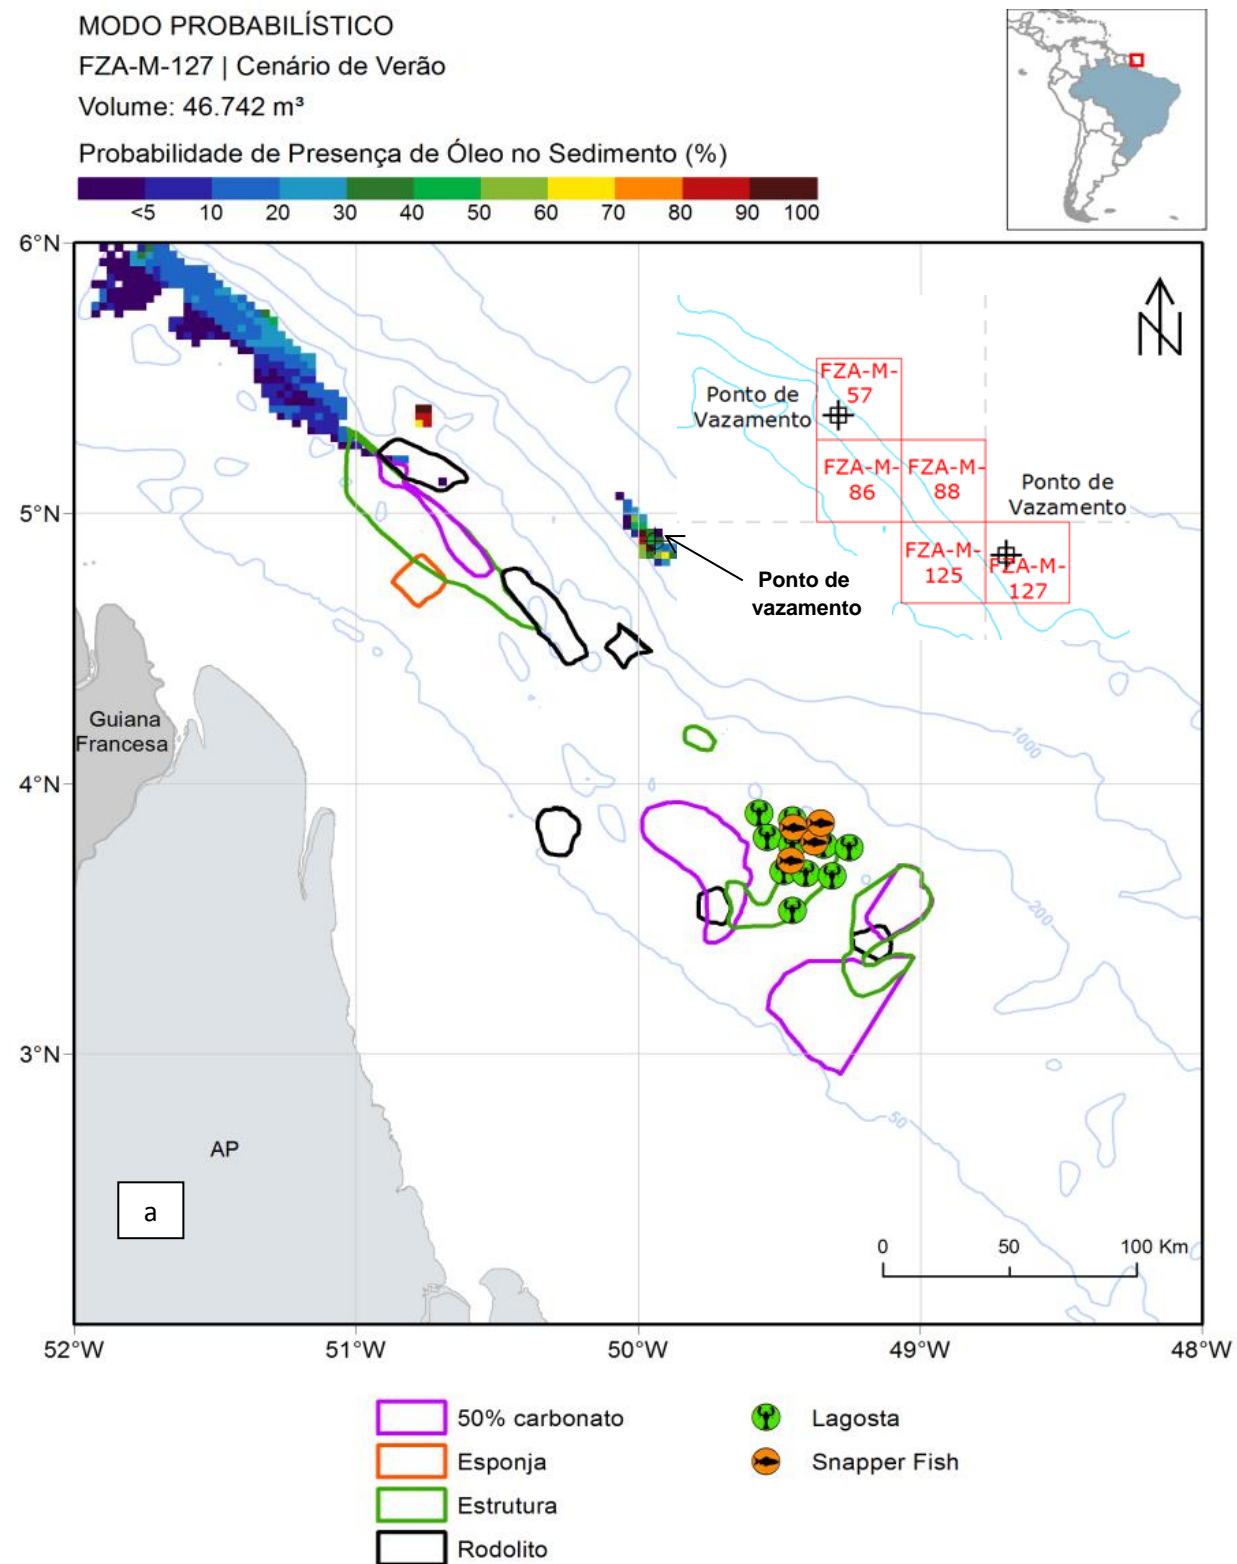 MODO PROBABILÍSTICO
FZA-M-127 | Cenário de Verão
Volume: 46.742 m³
Probabilidade de Presença de Óleo no Sedimento (%)
<5 10 20 30 40 50 60 70 80 90 100
6°N
5°N
4°N
3°N
52°W 51°W 50°W 49°W 48°W
FZA-M-
57
Ponto de
Vazamento
FZA-M-
86
FZA-M-
88
Ponto de
Vazamento
FZA-M-
125
FZA-M-
127
Ponto de
vazamento
Guiana
Francesa
1000
200
50
AP
a
0 50 100 Km
N
50% carbonato
Esponja
Estrutura
Rodolito
Lagosta
Snapper Fish